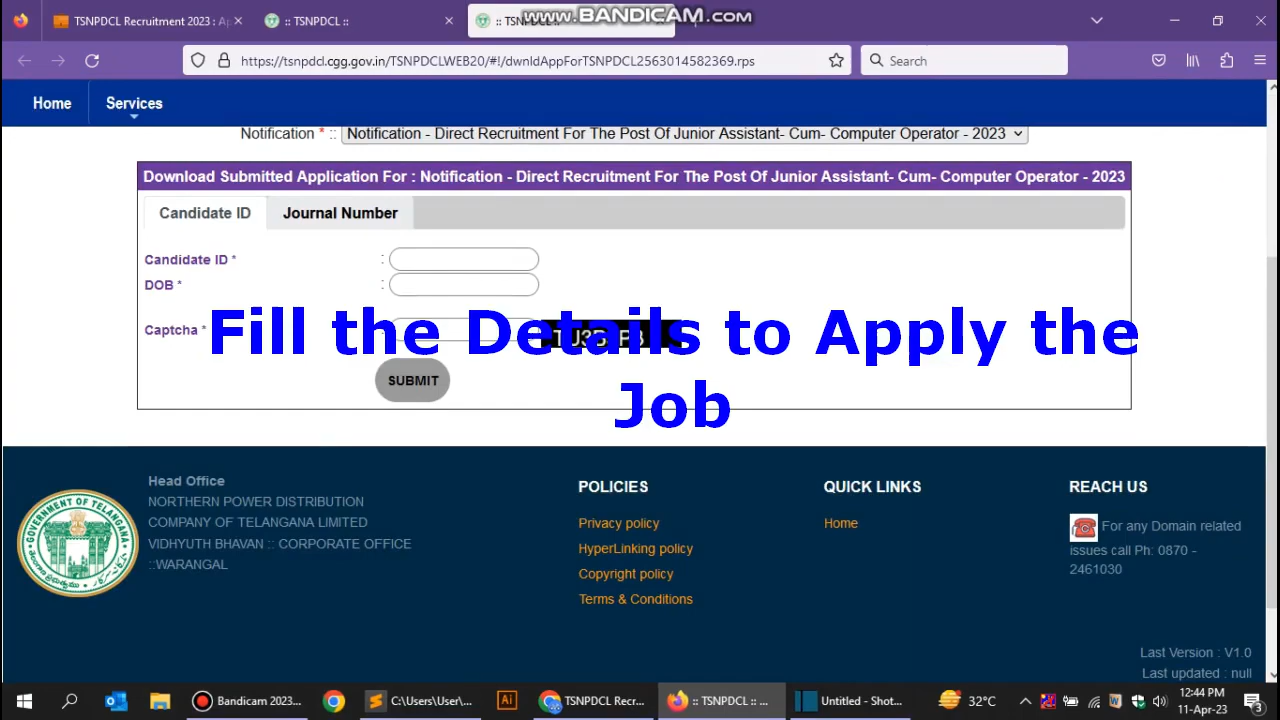 TSNPDCL Recruitment 2023 : A
:: TSNPDCL ::
:: TSNPDCL ::
www.BANDICAM.com
https://tsnpdcl.cgg.gov.in/TSNPDCLWEB20/#!/dwnldAppForTSNPDCL2563014582369.rps
Search
Home
Services
Notification * ::
Notification - Direct Recruitment For The Post Of Junior Assistant- Cum- Computer Operator - 2023
Download Submitted Application For : Notification - Direct Recruitment For The Post Of Junior Assistant- Cum- Computer Operator - 2023
Candidate ID
Journal Number
Candidate ID * :
DOB * :
Captcha *
Fill the Details to Apply the
Job
SUBMIT
Head Office
NORTHERN POWER DISTRIBUTION
COMPANY OF TELANGANA LIMITED
VIDHYUTH BHAVAN :: CORPORATE OFFICE
::WARANGAL
GOVERNMENT OF TELANGANA
POLICIES
Privacy policy
HyperLinking policy
Copyright policy
Terms & Conditions
QUICK LINKS
Home
REACH US
For any Domain related
issues call Ph: 0870 -
2461030
Last Version : V1.0
Last updated : null
Bandicam 2023...
C:\Users\User\...
Ai
TSNPDCL Recr...
:: TSNPDCL :: ...
Untitled - Shot...
32°C
12:44 PM
11-Apr-23
3